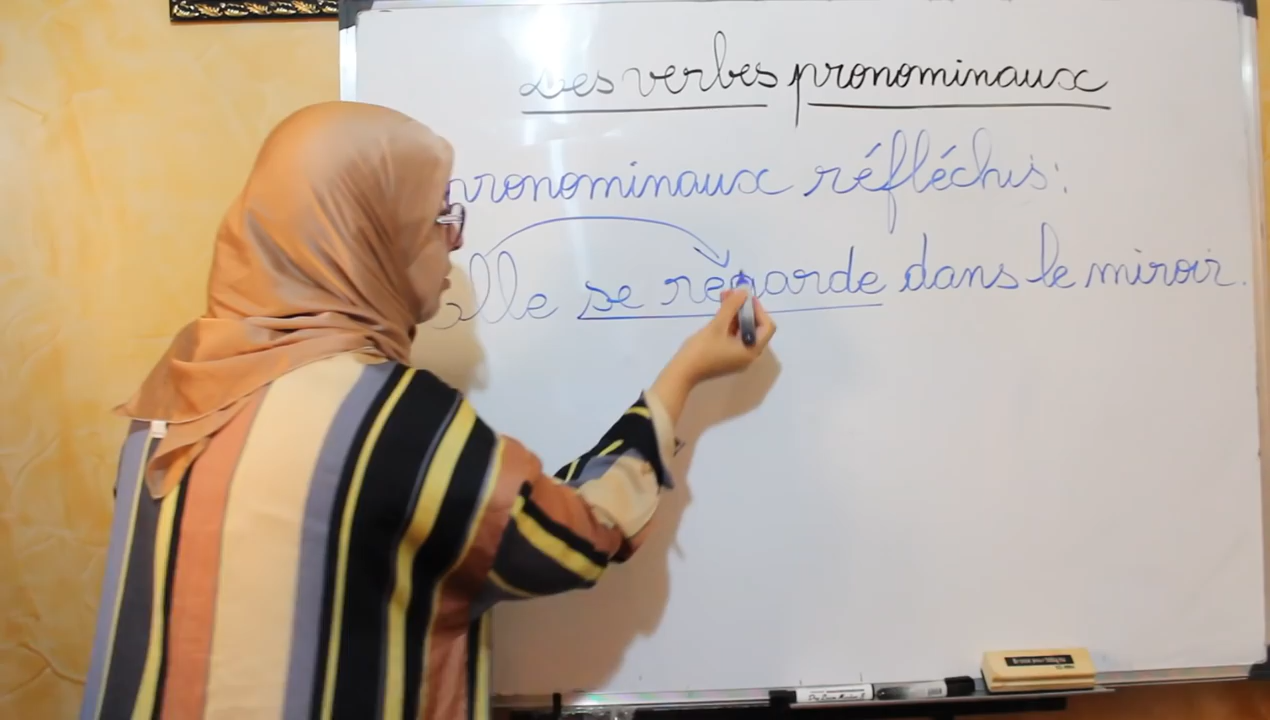 Les verbes pronominaux
pronominaux réfléchis:
Elle se regarde dans le miroir.